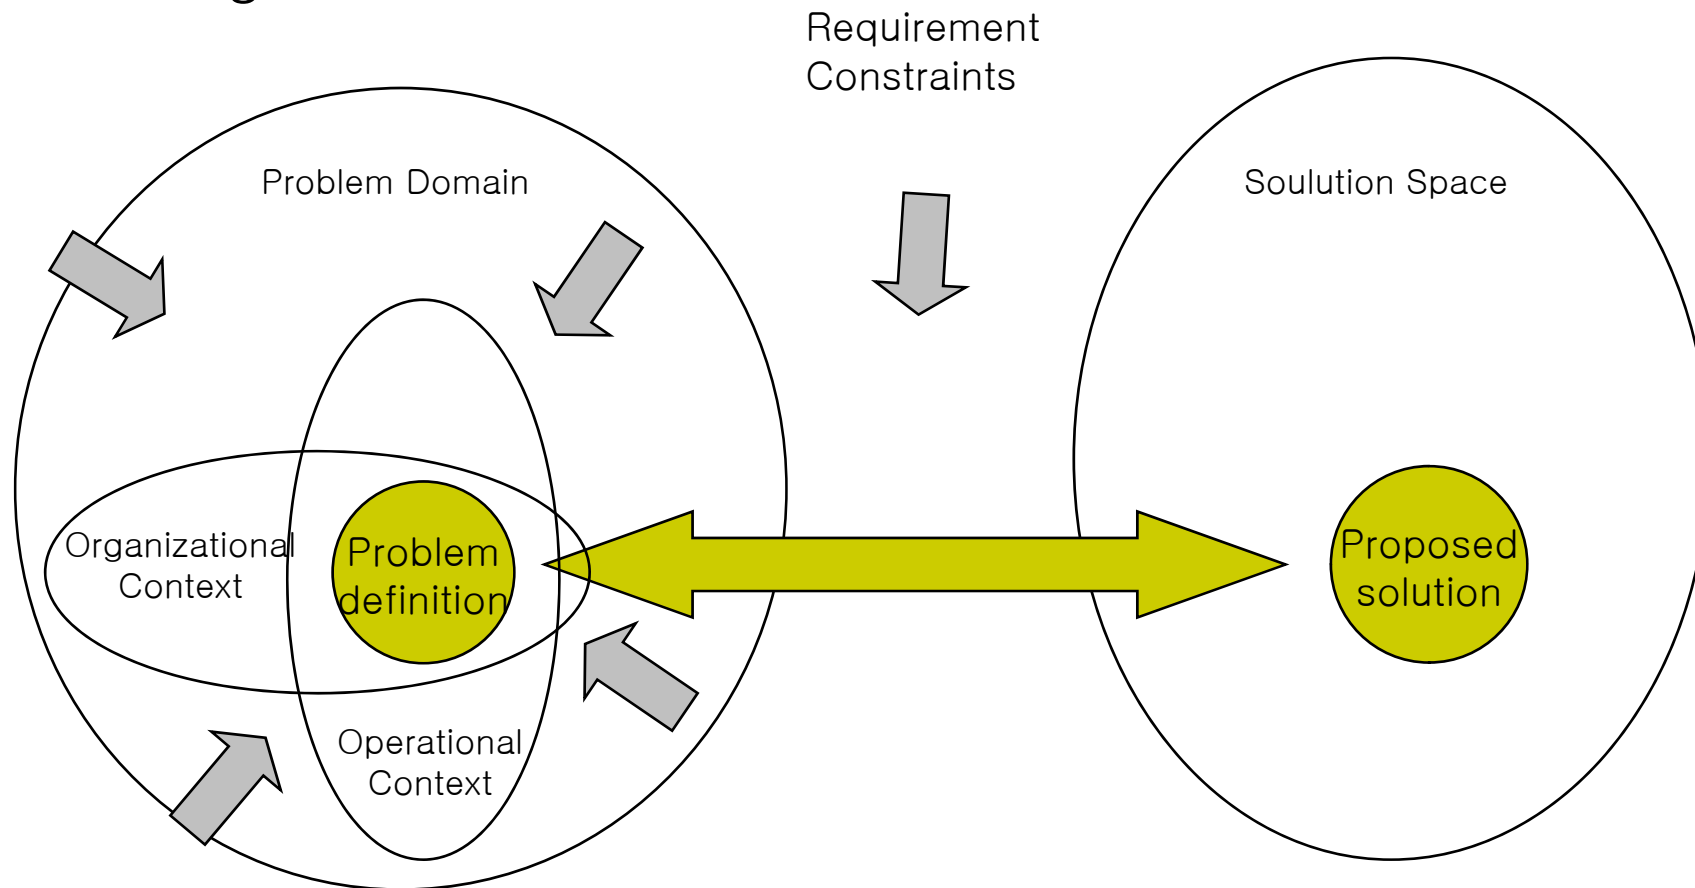 Requirement
Constraints
Problem Domain
Soulution Space
Organizational
Context
Problem
definition
Proposed
solution
Operational
Context